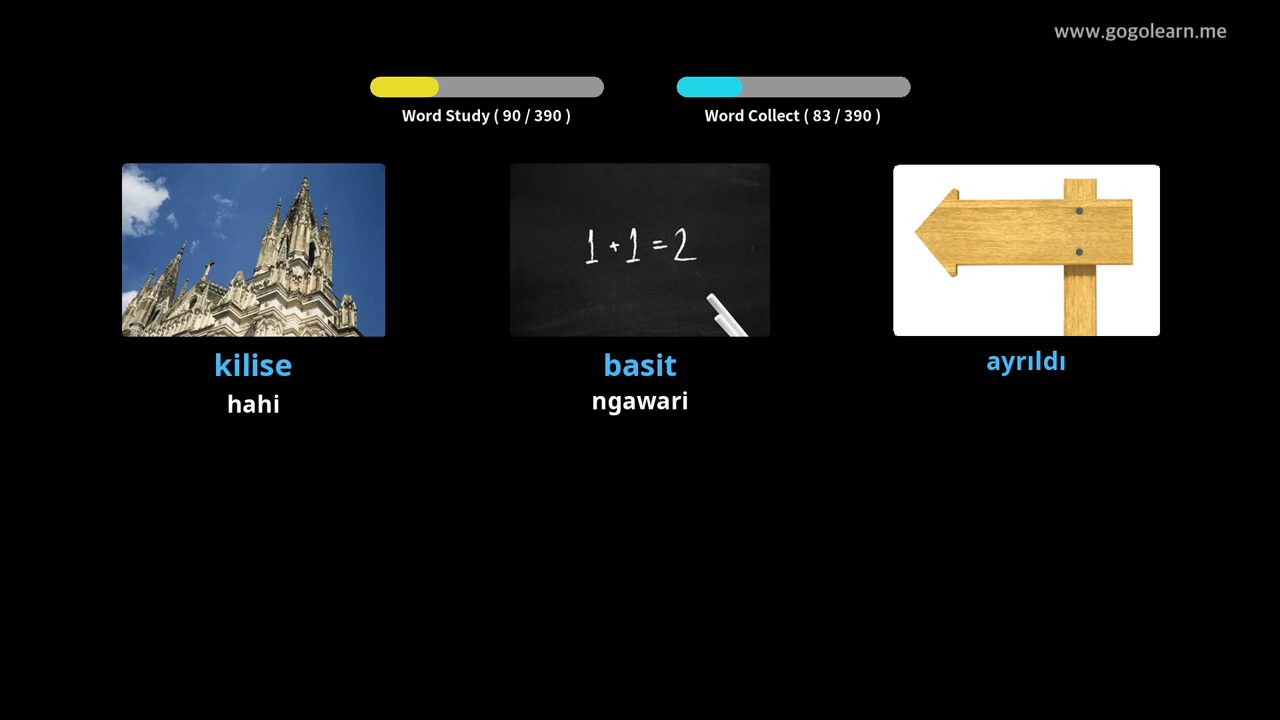 www.gogolearn.me
Word Study ( 90 / 390 )
Word Collect ( 83 / 390 )
1 + 1 = 2
kilise
basit
ayrıldı
hahi
ngawari